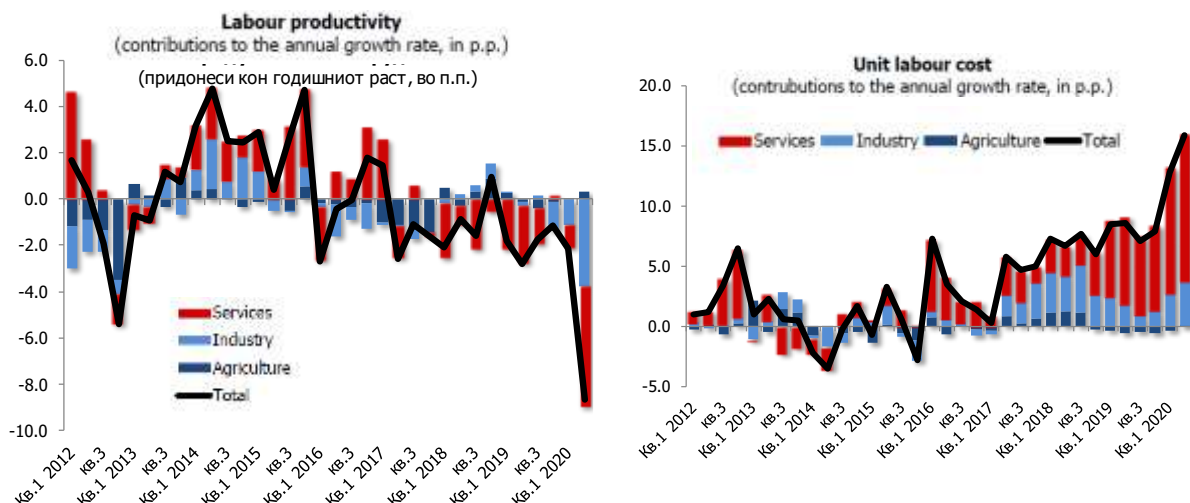 Labour productivity
(contributions to the annual growth rate, in p.p.)
(придонеси кон годишниот раст, во п.п.)
6.0
4.0
2.0
0.0
-2.0
-4.0
-6.0
-8.0
-10.0
Services
Industry
Agriculture
Total
Кв.1 2012
кв.3
Кв.1 2013
кв.3
Кв.1 2014
кв.3
Кв.1 2015
кв.3
Кв.1 2016
кв.3
Кв.1 2017
кв.3
Кв.1 2018
кв.3
Кв.1 2019
кв.3
Кв.1 2020
Unit labour cost
(contrubutions to the annual growth rate, in p.p.)
20.0
15.0
10.0
5.0
0.0
-5.0
Services Industry Agriculture Total
Кв.1 2012
кв.3
Кв.1 2013
кв.3
Кв.1 2014
кв.3
Кв.1 2015
кв.3
Кв.1 2016
кв.3
Кв.1 2017
кв.3
Кв.1 2018
кв.3
Кв.1 2019
кв.3
Кв.1 2020